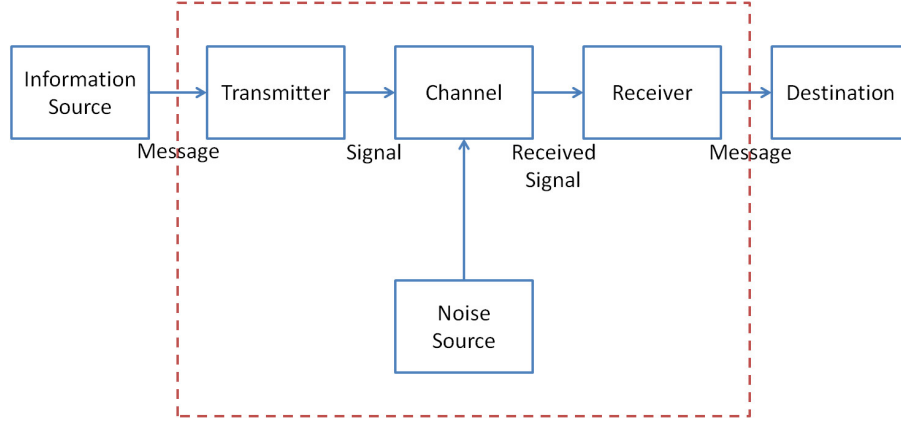 Information
Source
Transmitter
Channel
Receiver
Destination
Message
Signal
Received
Signal
Message
Noise
Source